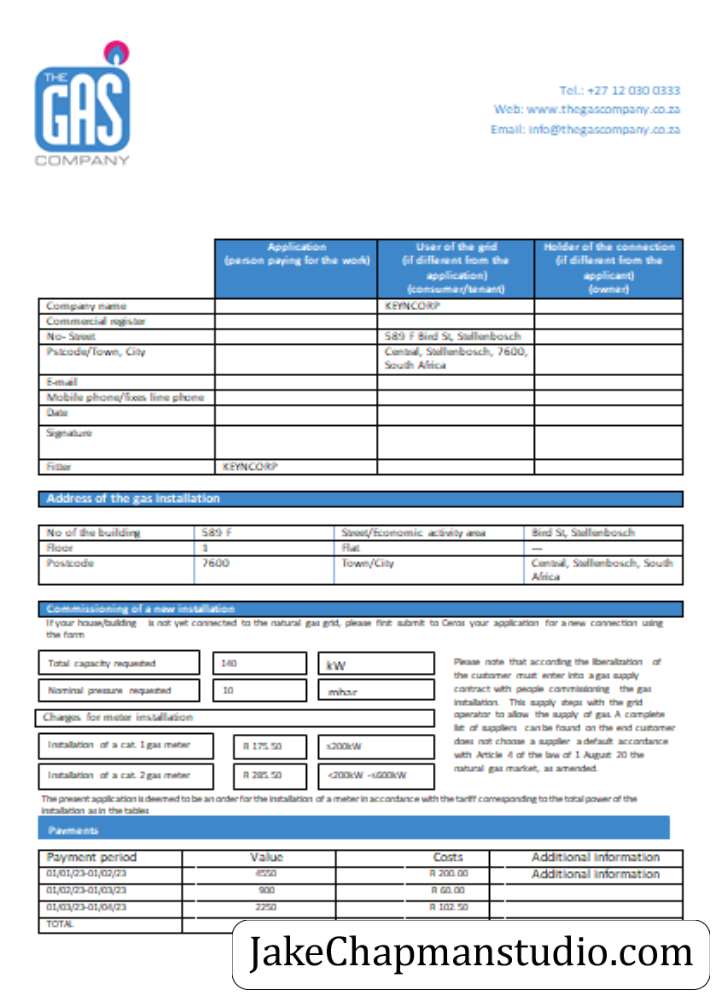 THE
GAS
COMPANY
Tel.: +27 12 030 0333
Web: www.thegascompany.co.za
Email: info@thegascompany.co.za
Application (person paying for the work) | User of the grid (if different from the application) (consumer/tenant) | Holder of the connection (if different from the applicant) (owner)
Company name | KEYNCORP
Commercial register
No- Street | 589 F Bird St, Stellenbosch
Pstcode/Town, City | Central, Stellenbosch, 7600, South Africa
E-mail
Mobile phone/fixes line phone
Date
Signature
Fitter | KEYNCORP
Address of the gas installation
No of the building | 589 F | Street/Economic activity area | Bird St, Stellenbosch
Floor | 1 | Flat | —
Postcode | 7600 | Town/City | Central, Stellenbosch, South Africa
Commissioning of a new installation
If your house/building is not yet connected to the natural gas grid, please first submit to Ceros your application for a new connection using
the form
Total capacity requested | 140 | kW
Nominal pressure requested | 10 | mbar
Charges for meter installation
Installation of a cat. 1 gas meter | R 175.50 | ≤200kW
Installation of a cat. 2 gas meter | R 285.50 | <200kW -≤600kW
Please note that according the liberalization of
the customer must enter into a gas supply
contract with people commissioning the gas
installation. This supply steps with the grid
operator to allow the supply of gas. A complete
list of suppliers can be found on the end customer
does not choose a supplier a default accordance
with Article 4 of the law of 1 August 20 the
natural gas market, as amended.
The present application is deemed to be an order for the installation of a meter in accordance with the tariff corresponding to the total power of the
installation as in the tables
Payments
Payment period | Value | Costs | Additional information
01/01/23-01/02/23 | 4550 | R 200.00 | Additional information
01/02/23-01/03/23 | 900 | R 60.00
01/03/23-01/04/23 | 2250 | R 102.50
TOTAL
JakeChapmanstudio.com